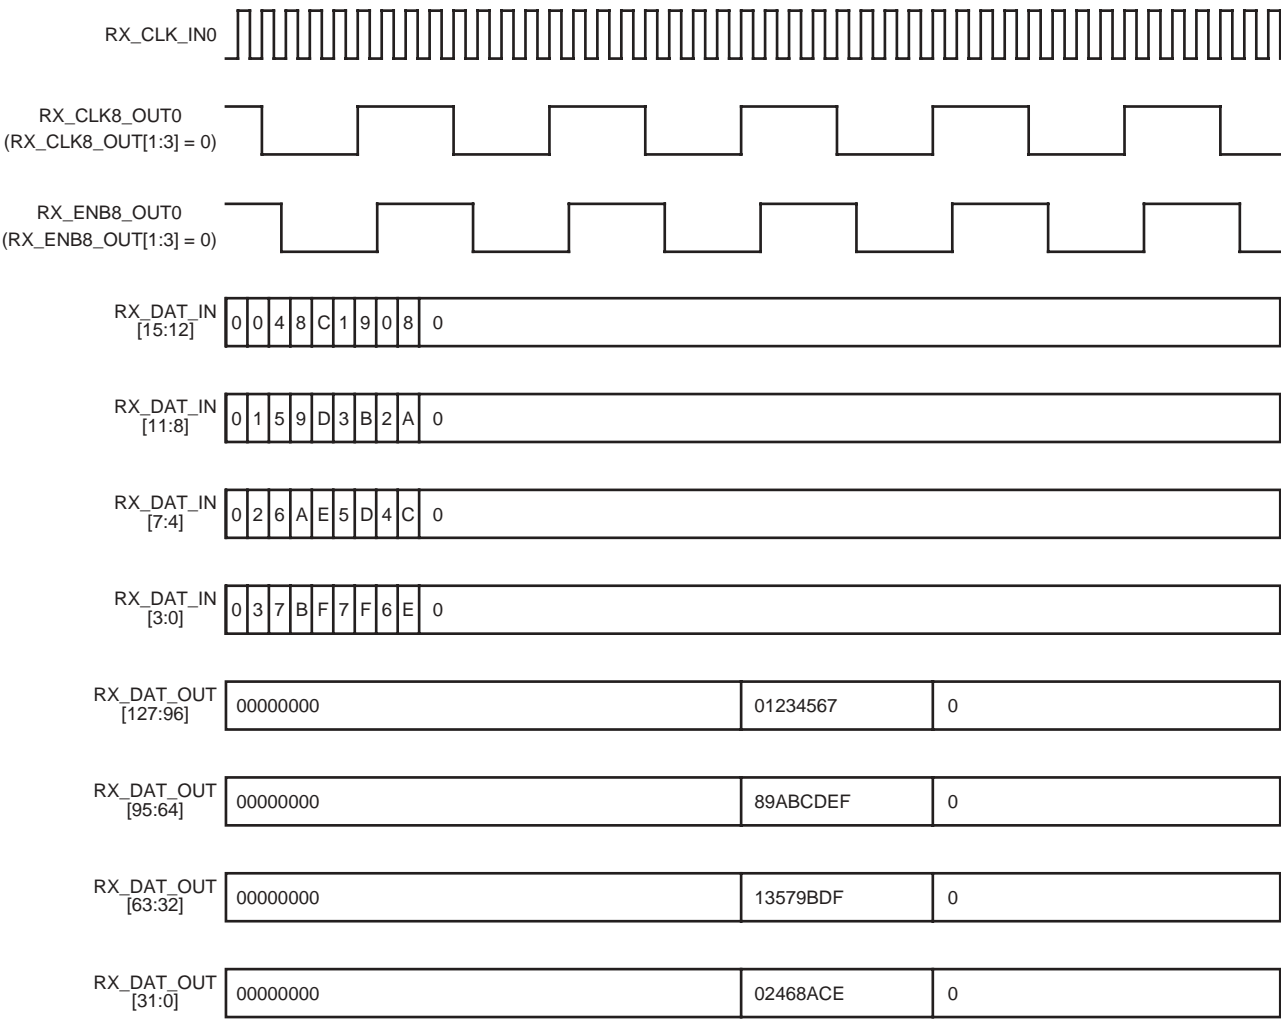 RX_CLK_IN0
RX_CLK8_OUT0
(RX_CLK8_OUT[1:3] = 0)
RX_ENB8_OUT0
(RX_ENB8_OUT[1:3] = 0)
RX_DAT_IN
[15:12]
0 0 4 8 C 1 9 0 8 0
RX_DAT_IN
[11:8]
0 1 5 9 D 3 B 2 A 0
RX_DAT_IN
[7:4]
0 2 6 A E 5 D 4 C 0
RX_DAT_IN
[3:0]
0 3 7 B F 7 F 6 E 0
RX_DAT_OUT
[127:96]
00000000 01234567 0
RX_DAT_OUT
[95:64]
00000000 89ABCDEF 0
RX_DAT_OUT
[63:32]
00000000 13579BDF 0
RX_DAT_OUT
[31:0]
00000000 02468ACE 0